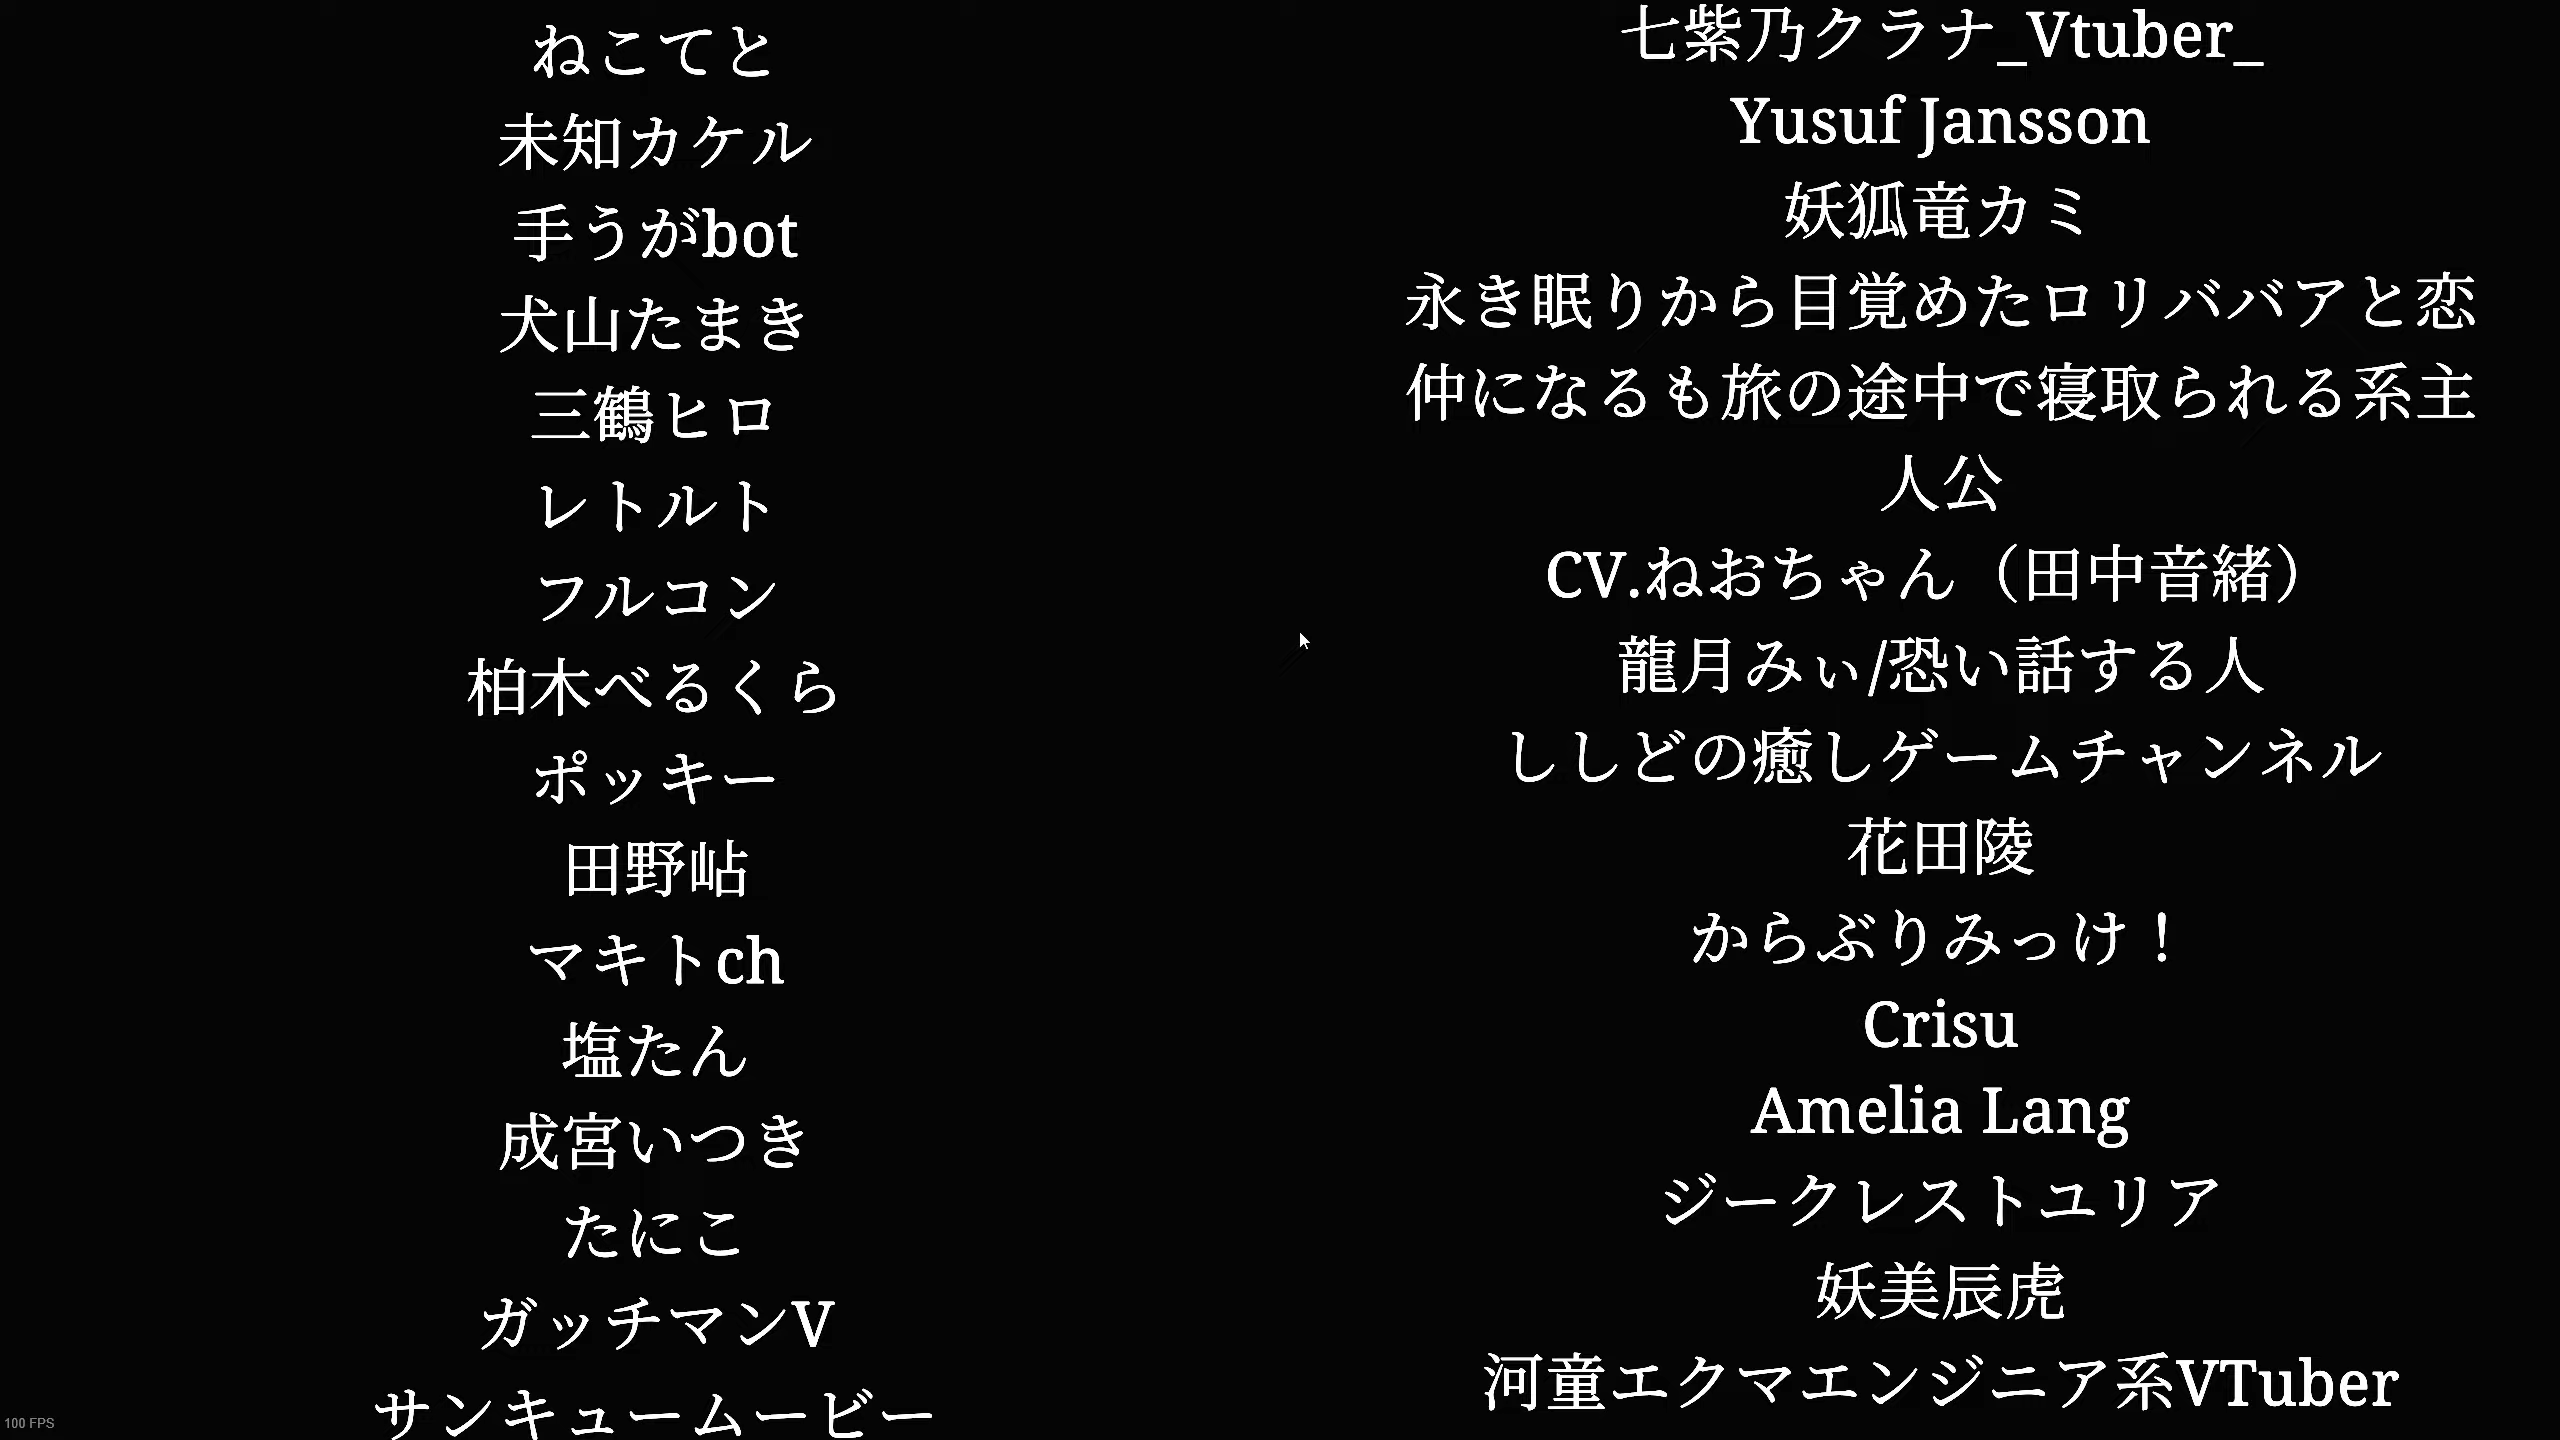 ねこてと
未知カケル
手うがbot
犬山たまき
三鶴ヒロ
レトルト
フルコン
柏木べるくら
ポッキー
田野岾
マキトch
塩たん
成宮いつき
たにこ
ガッチマンV
サンキュームービー
七紫乃クラナ_Vtuber_
Yusuf Jansson
妖狐竜カミ
永き眠りから目覚めたロリババアと恋
仲になるも旅の途中で寝取られる系主
人公
CV.ねおちゃん（田中音緒）
龍月みぃ/恐い話する人
ししどの癒しゲームチャンネル
花田陵
からぶりみっけ！
Crisu
Amelia Lang
ジークレストユリア
妖美辰虎
河童エクマエンジニア系VTuber
100 FPS